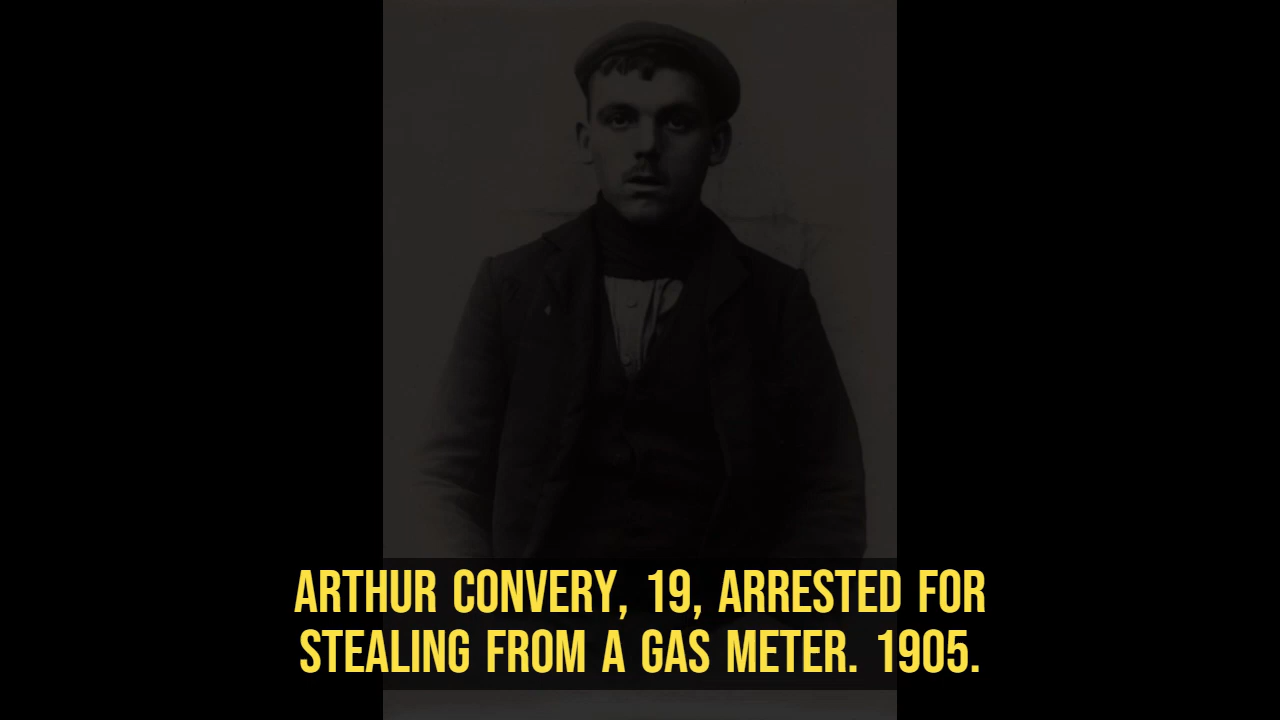 ARTHUR CONVERY, 19, ARRESTED FOR
STEALING FROM A GAS METER. 1905.